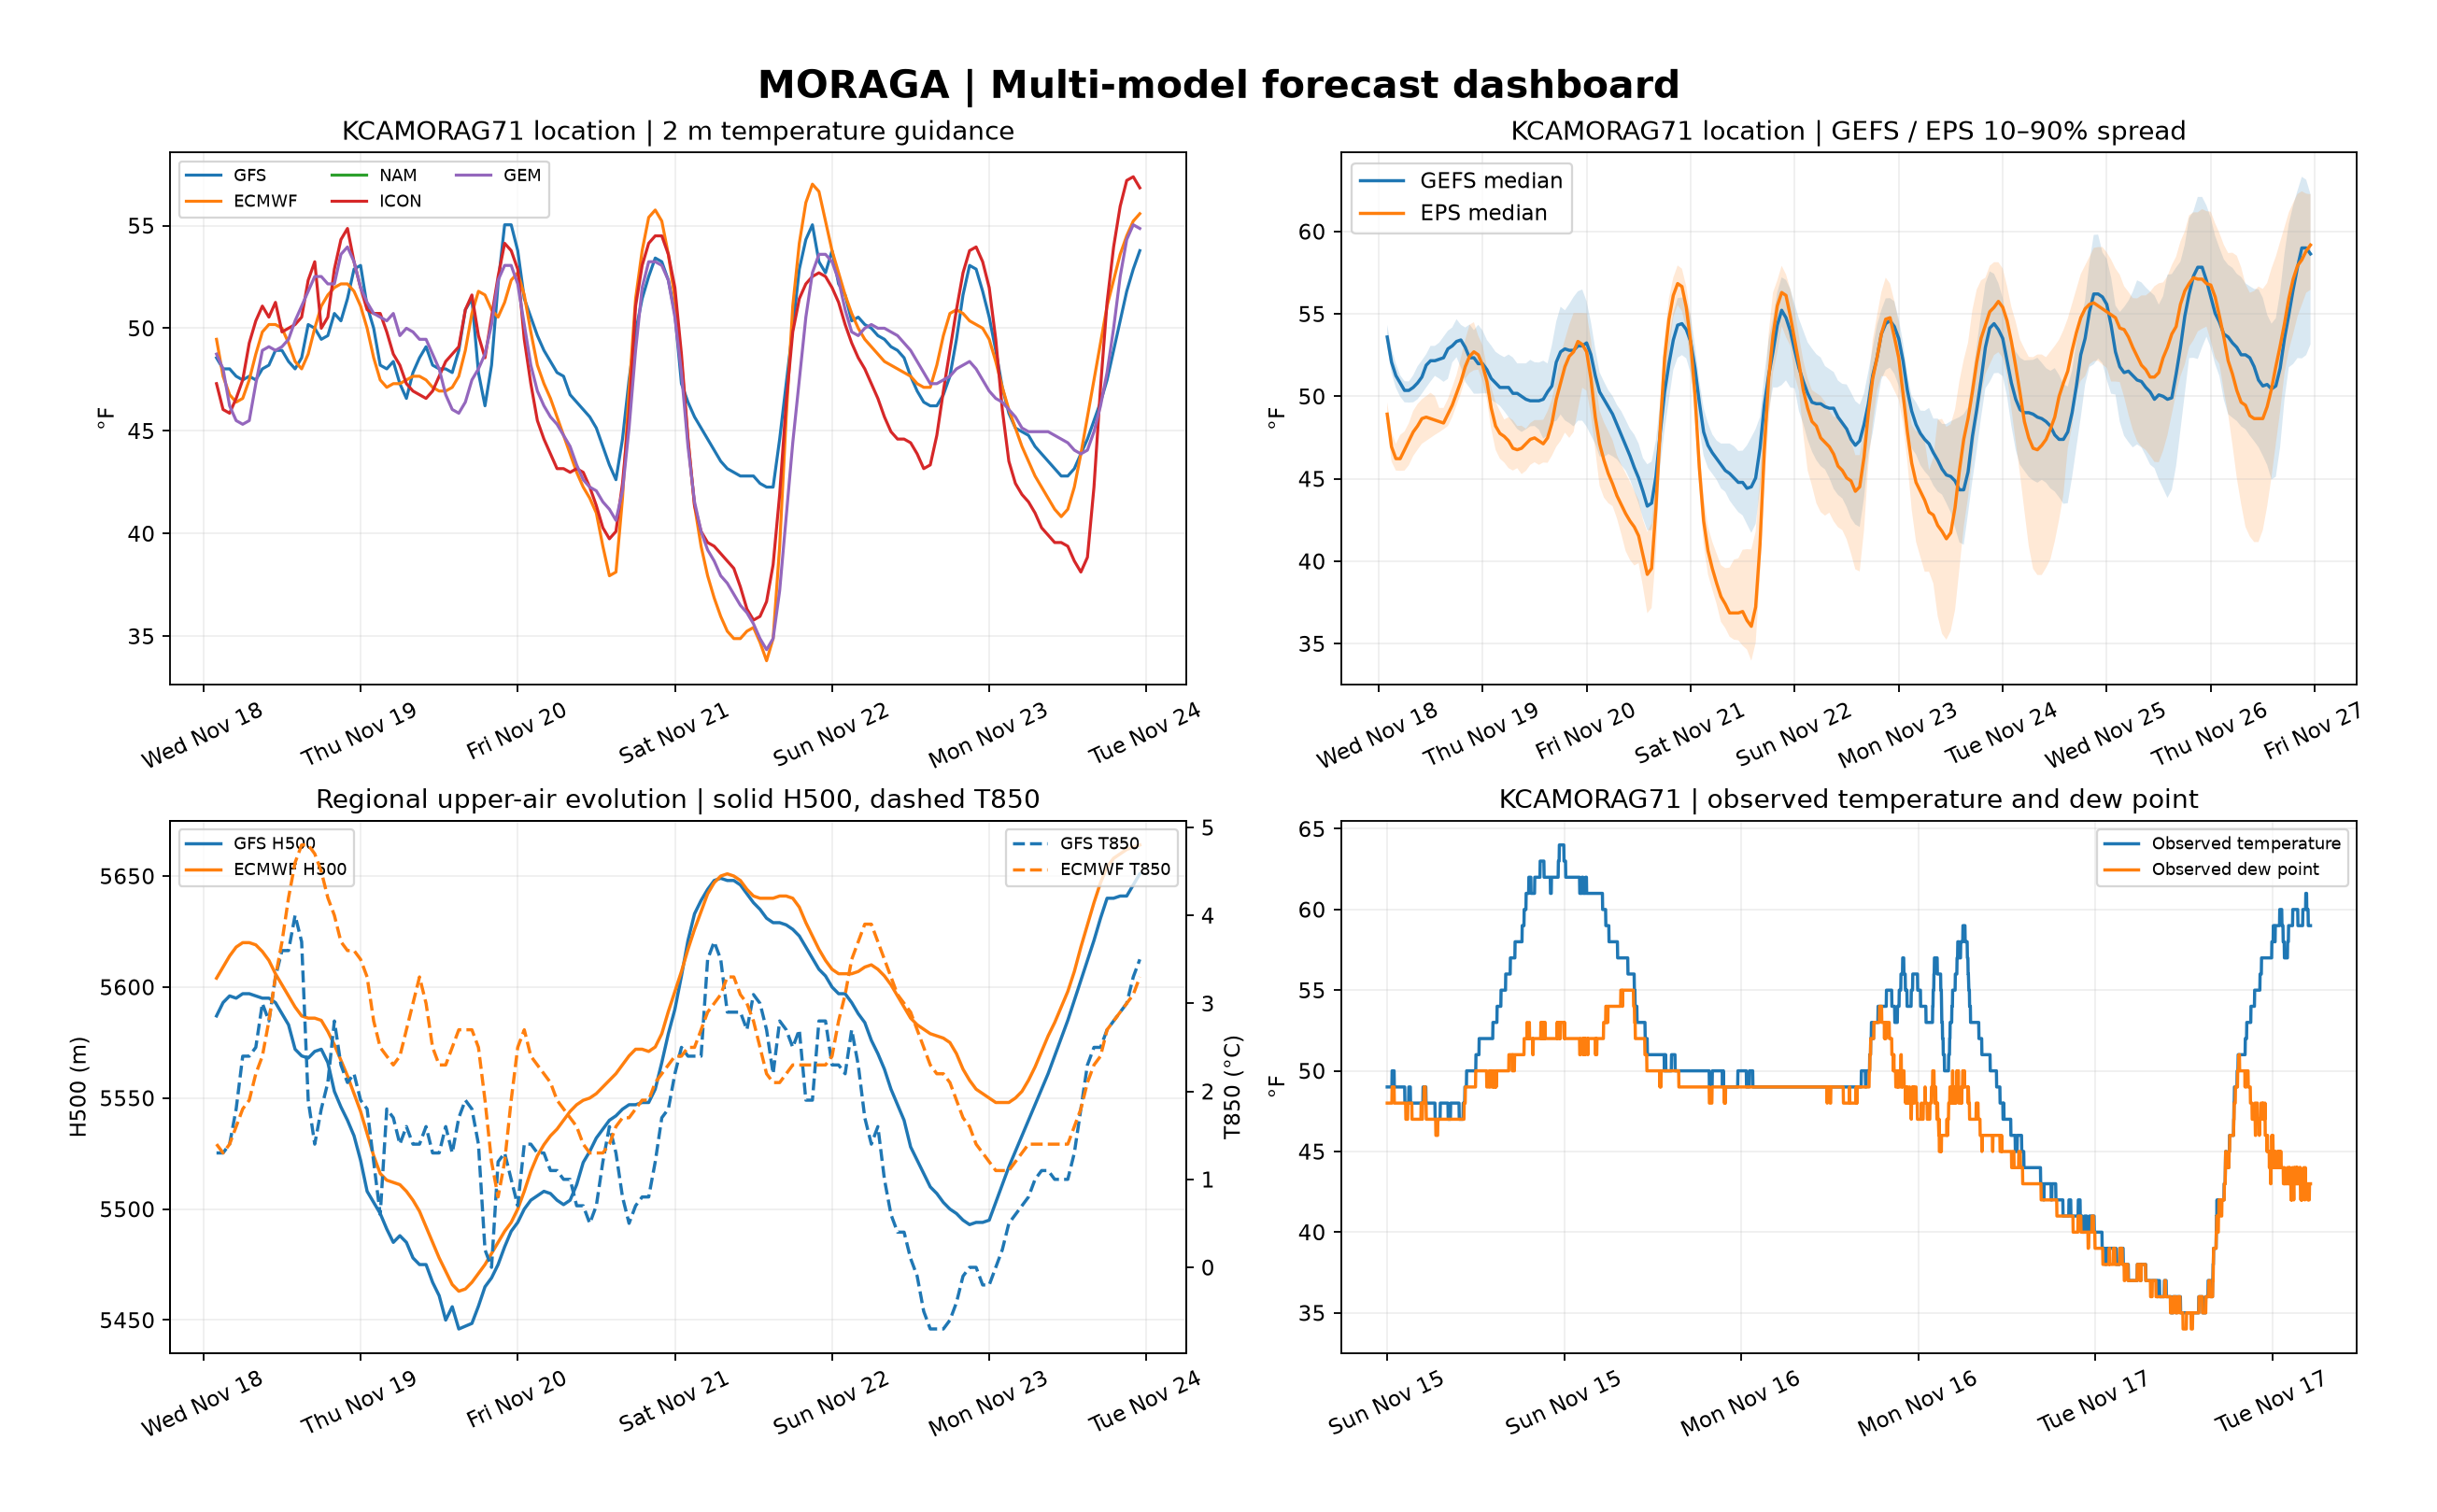 MORAGA | Multi-model forecast dashboard
KCAMORAG71 location | 2 m temperature guidance
GFS
ECMWF
NAM
ICON
GEM
55
50
45
40
35
°F
Wed Nov 18
Thu Nov 19
Fri Nov 20
Sat Nov 21
Sun Nov 22
Mon Nov 23
Tue Nov 24
KCAMORAG71 location | GEFS / EPS 10–90% spread
GEFS median
EPS median
60
55
50
45
40
35
°F
Wed Nov 18
Thu Nov 19
Fri Nov 20
Sat Nov 21
Sun Nov 22
Mon Nov 23
Tue Nov 24
Wed Nov 25
Thu Nov 26
Fri Nov 27
Regional upper-air evolution | solid H500, dashed T850
GFS H500
ECMWF H500
GFS T850
ECMWF T850
5650
5600
5550
5500
5450
H500 (m)
5
4
3
2
1
0
T850 (°C)
Wed Nov 18
Thu Nov 19
Fri Nov 20
Sat Nov 21
Sun Nov 22
Mon Nov 23
Tue Nov 24
KCAMORAG71 | observed temperature and dew point
Observed temperature
Observed dew point
65
60
55
50
45
40
35
°F
Sun Nov 15
Sun Nov 15
Mon Nov 16
Mon Nov 16
Tue Nov 17
Tue Nov 17